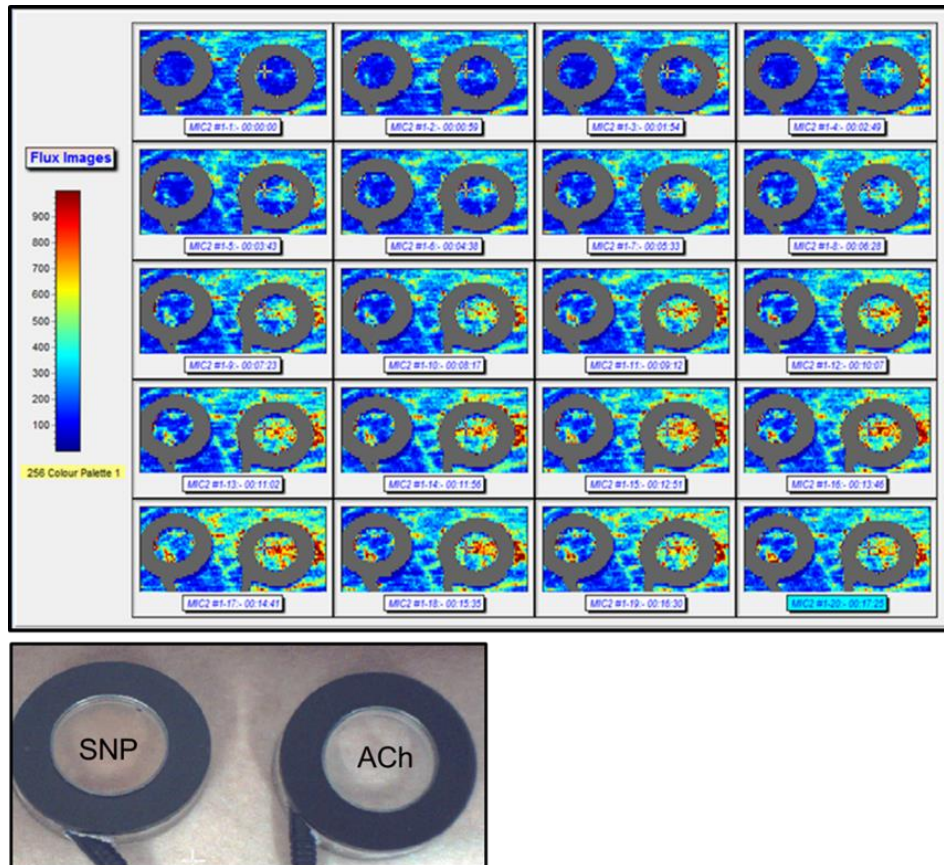 Flux Images
900
800
700
600
500
400
300
200
100
256 Colour Palette 1
MIC2 #1-1:- 00:00:00
MIC2 #1-2:- 00:00:59
MIC2 #1-3:- 00:01:54
MIC2 #1-4:- 00:02:49
MIC2 #1-5:- 00:03:43
MIC2 #1-6:- 00:04:38
MIC2 #1-7:- 00:05:33
MIC2 #1-8:- 00:06:28
MIC2 #1-9:- 00:07:23
MIC2 #1-10:- 00:08:17
MIC2 #1-11:- 00:09:12
MIC2 #1-12:- 00:10:07
MIC2 #1-13:- 00:11:02
MIC2 #1-14:- 00:11:56
MIC2 #1-15:- 00:12:51
MIC2 #1-16:- 00:13:46
MIC2 #1-17:- 00:14:41
MIC2 #1-18:- 00:15:35
MIC2 #1-19:- 00:16:30
MIC2 #1-20:- 00:17:25
SNP
ACh